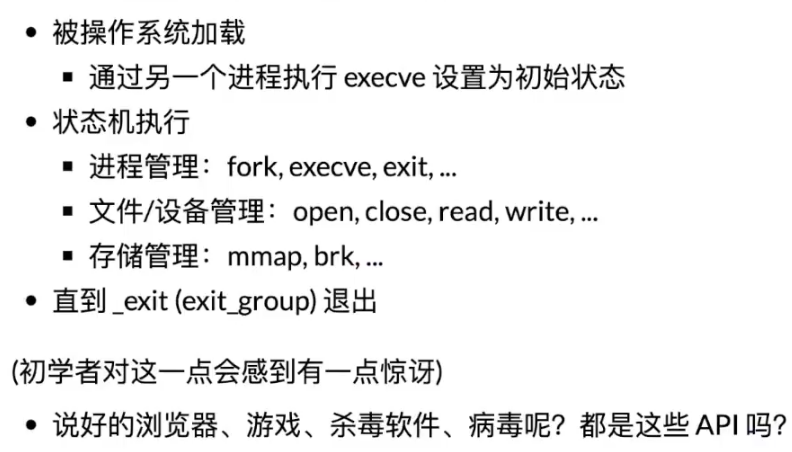 • 被操作系统加载
▪ 通过另一个进程执行 execve 设置为初始状态
• 状态机执行
▪ 进程管理：fork, execve, exit, ...
▪ 文件/设备管理：open, close, read, write, ...
▪ 存储管理：mmap, brk, ...
• 直到 _exit (exit_group) 退出
(初学者对这一点会感到有一点惊讶)
• 说好的浏览器、游戏、杀毒软件、病毒呢？都是这些 API 吗？